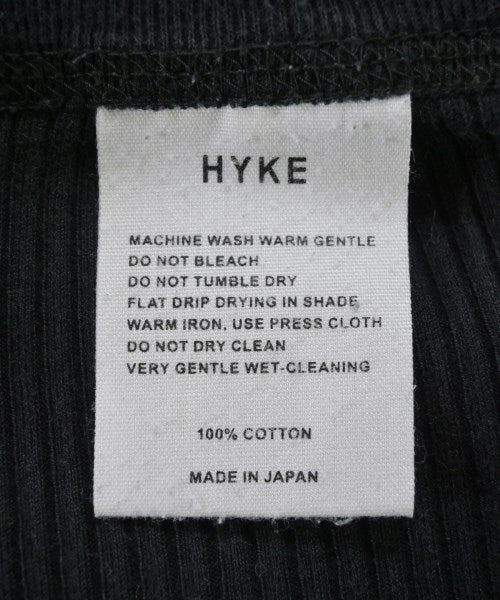 HYKE
MACHINE WASH WARM GENTLE
DO NOT BLEACH
DO NOT TUMBLE DRY
FLAT DRIP DRYING IN SHADE
WARM IRON, USE PRESS CLOTH
DO NOT DRY CLEAN
VERY GENTLE WET-CLEANING
100% COTTON
MADE IN JAPAN